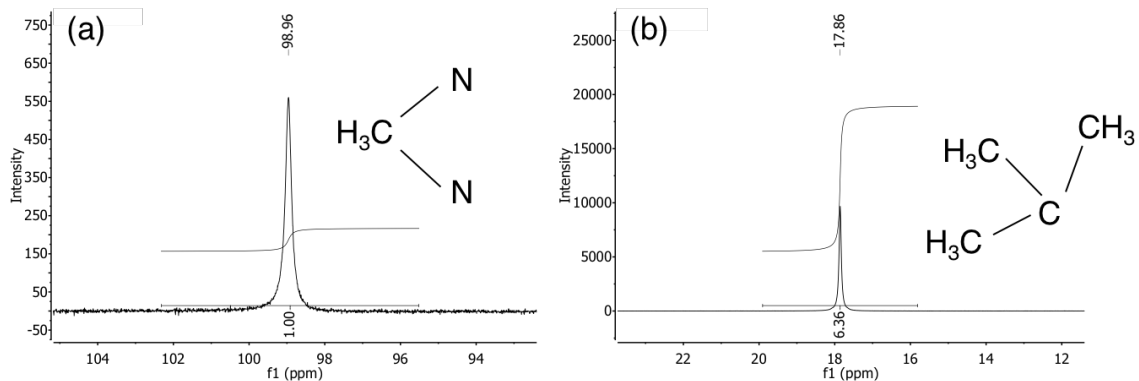 (a)
-98.96
750
650
550
450
350
250
150
50
-50
Intensity
N
H3C
N
1.00
104 102 100 98 96 94
f1 (ppm)
(b)
-17.86
25000
20000
15000
10000
5000
0
Intensity
CH3
H3C
C
H3C
6.36
22 20 18 16 14 12
f1 (ppm)